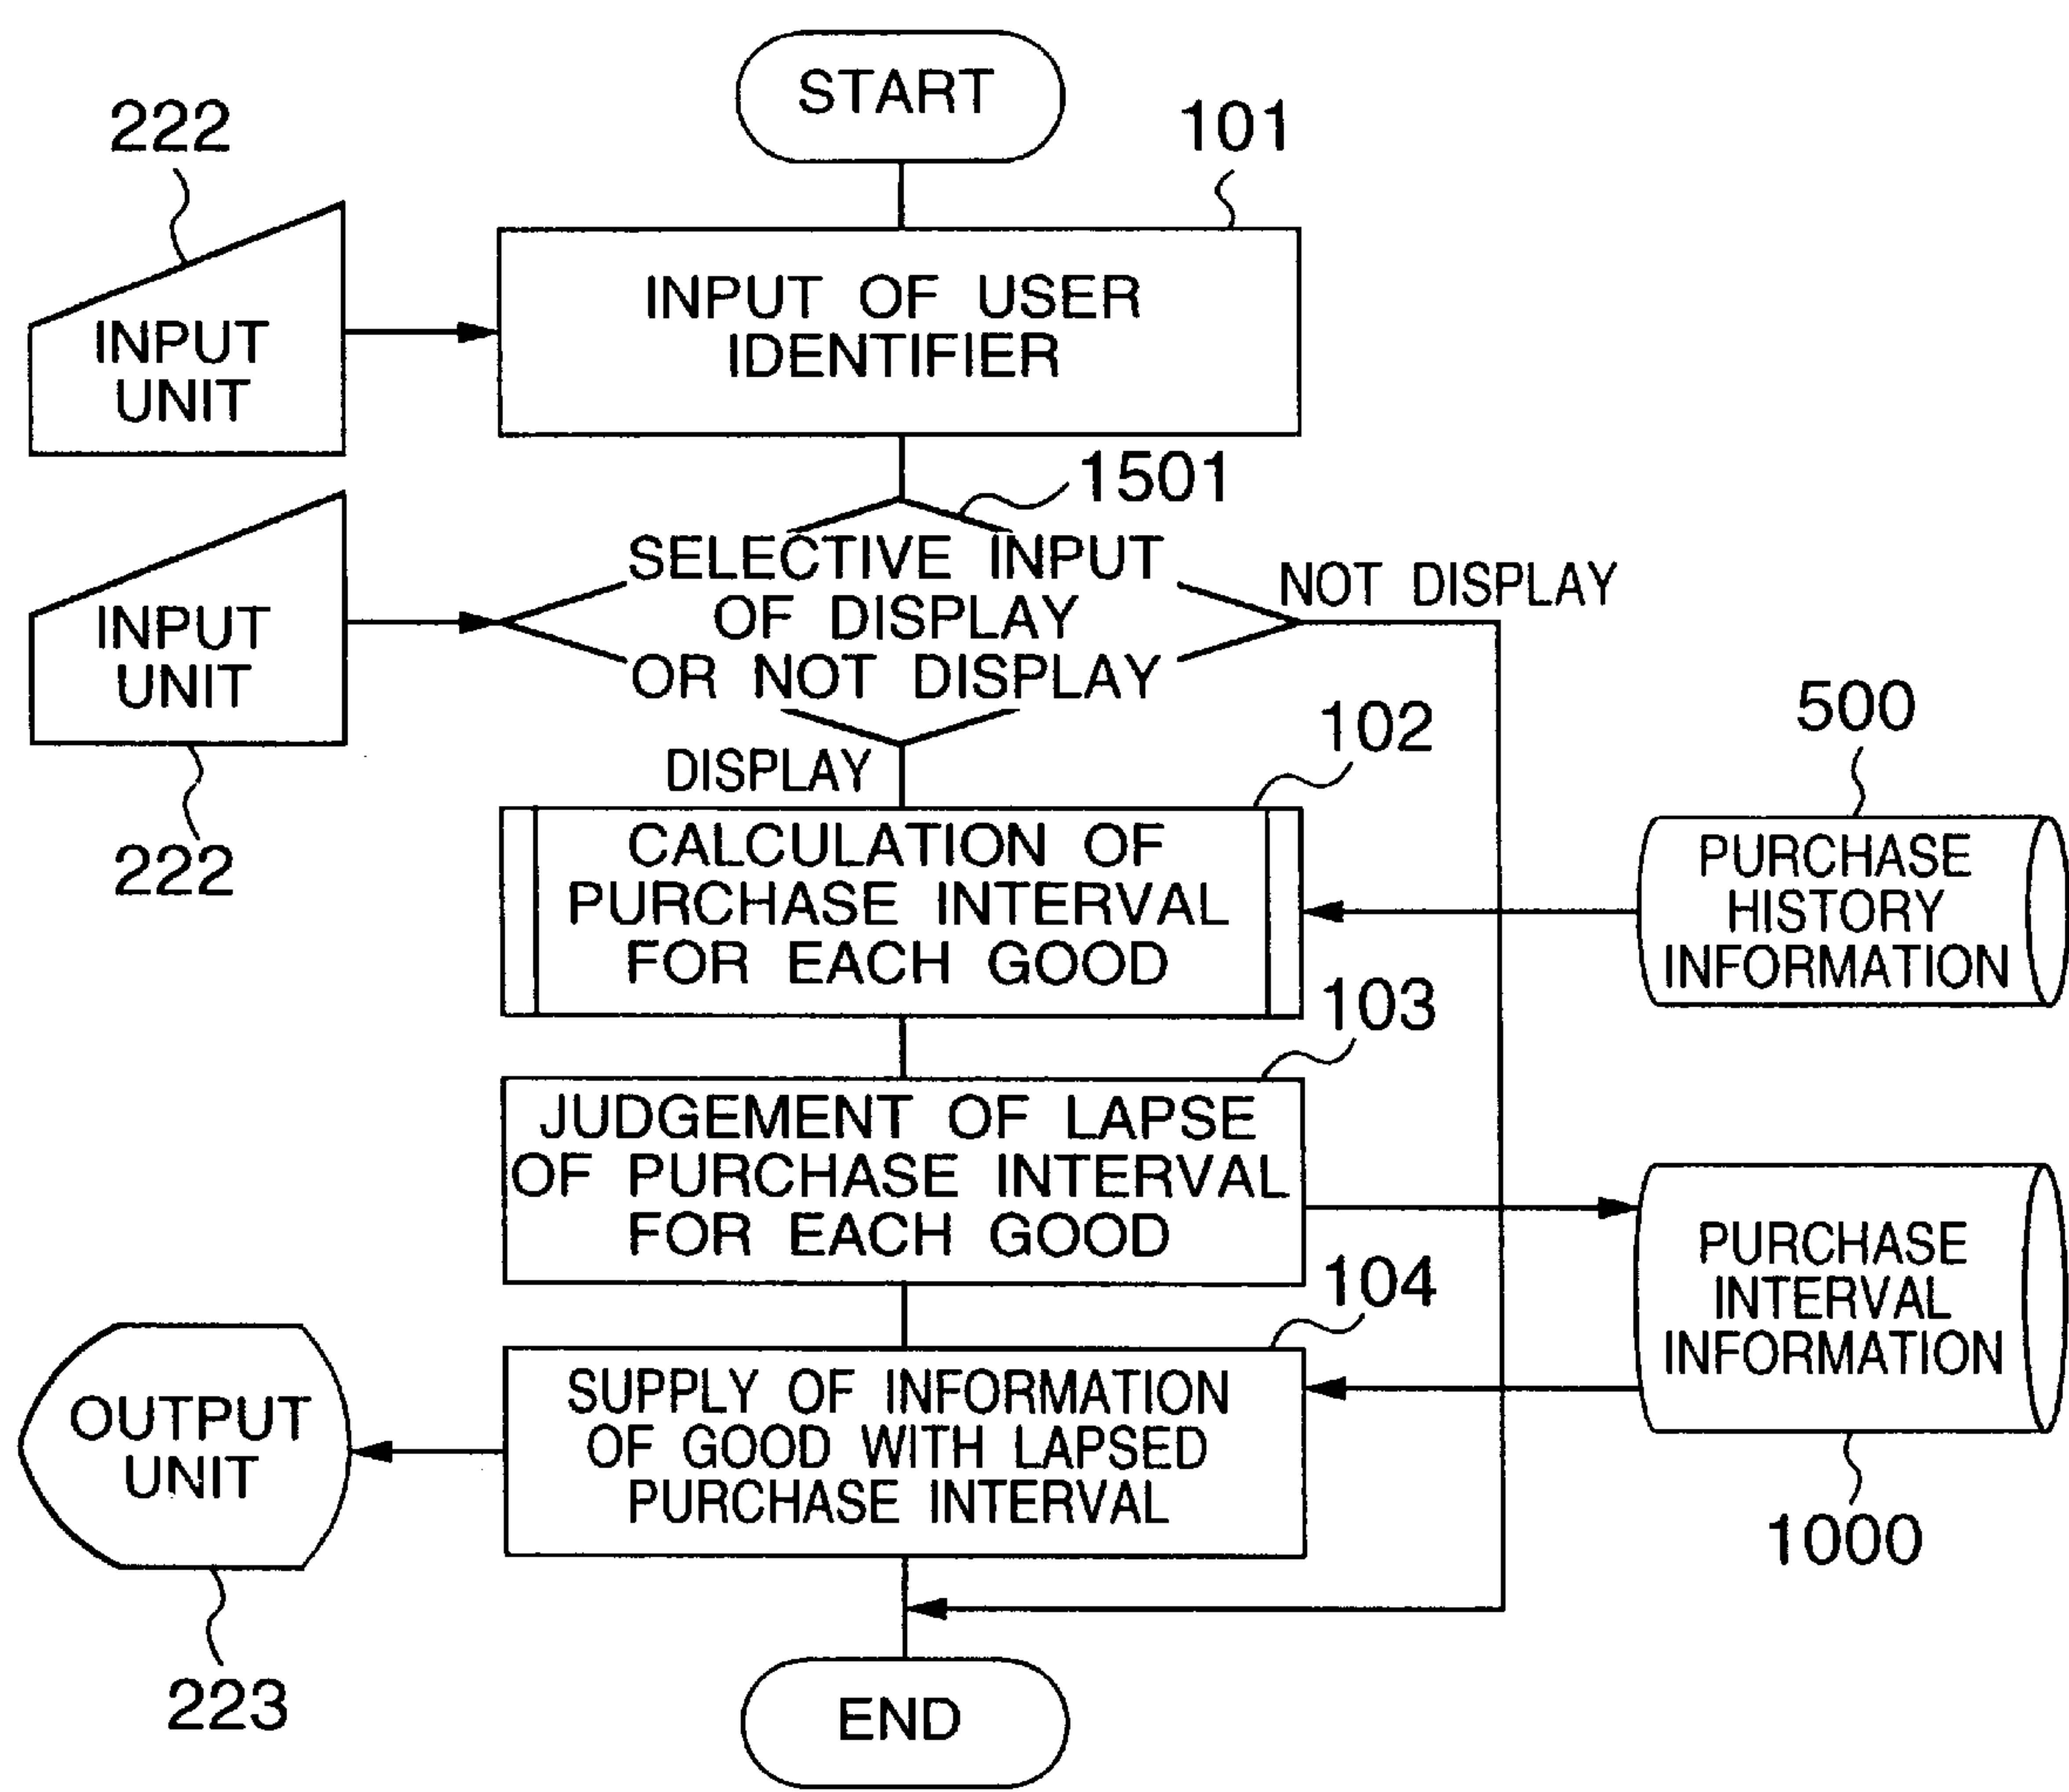 START
222
101
INPUT OF USER
IDENTIFIER
INPUT
UNIT
1501
SELECTIVE INPUT
OF DISPLAY
OR NOT DISPLAY
NOT DISPLAY
INPUT
UNIT
222
DISPLAY
102
500
CALCULATION OF
PURCHASE INTERVAL
FOR EACH GOOD
PURCHASE
HISTORY
INFORMATION
103
JUDGEMENT OF LAPSE
OF PURCHASE INTERVAL
FOR EACH GOOD
PURCHASE
INTERVAL
INFORMATION
1000
104
SUPPLY OF INFORMATION
OF GOOD WITH LAPSED
PURCHASE INTERVAL
OUTPUT
UNIT
223
END